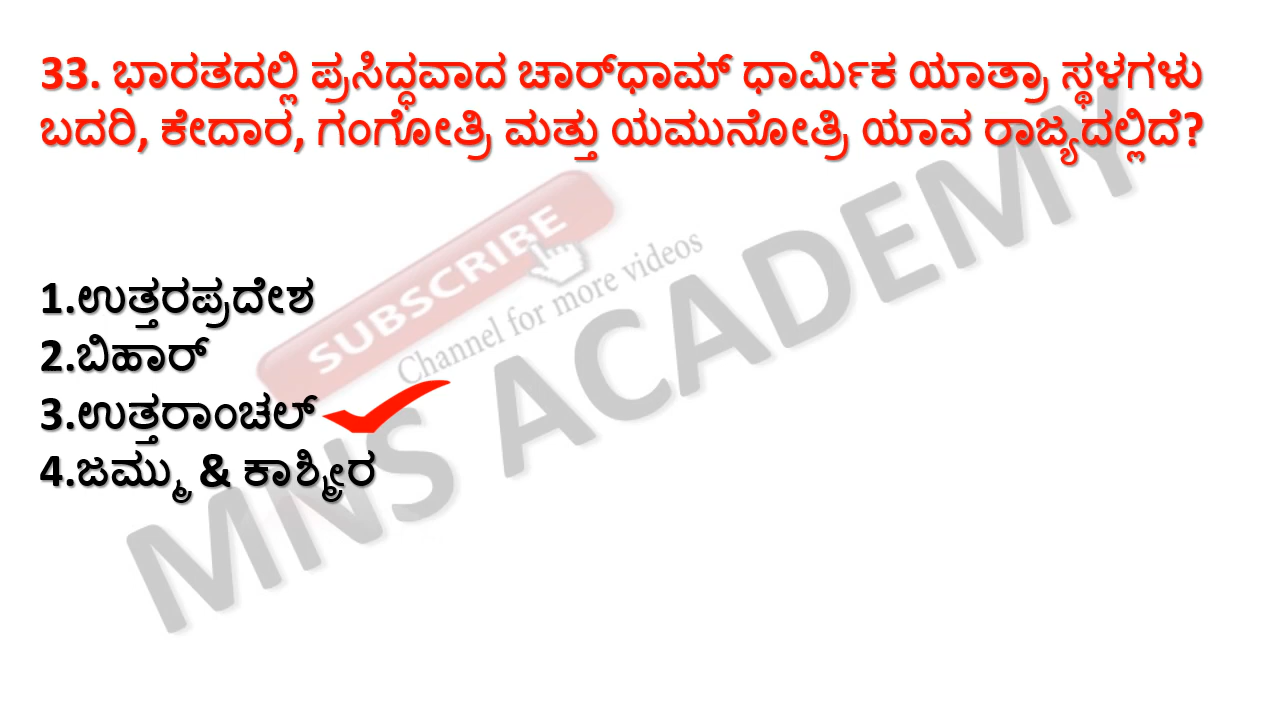 33. ಭಾರತದಲ್ಲಿ ಪ್ರಸಿದ್ಧವಾದ ಚಾರ್‌ಧಾಮ್ ಧಾರ್ಮಿಕ ಯಾತ್ರಾ ಸ್ಥಳಗಳು
ಬದರಿ, ಕೇದಾರ, ಗಂಗೋತ್ರಿ ಮತ್ತು ಯಮುನೋತ್ರಿ ಯಾವ ರಾಜ್ಯದಲ್ಲಿದೆ?
SUBSCRIBE
Channel for more videos
MNS ACADEMY
1.ಉತ್ತರಪ್ರದೇಶ
2.ಬಿಹಾರ್
3.ಉತ್ತರಾಂಚಲ್
4.ಜಮ್ಮು & ಕಾಶ್ಮೀರ